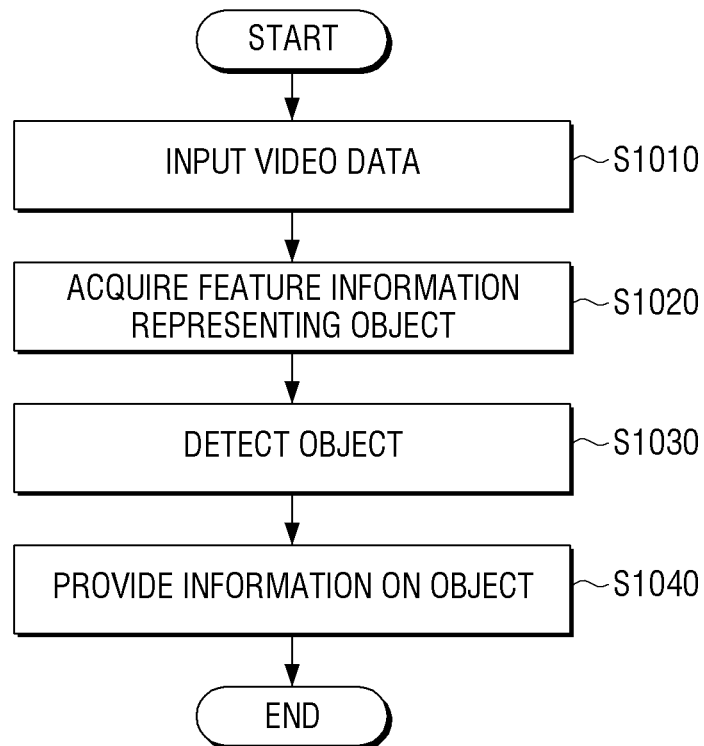 START
INPUT VIDEO DATA
S1010
ACQUIRE FEATURE INFORMATION
REPRESENTING OBJECT
S1020
DETECT OBJECT
S1030
PROVIDE INFORMATION ON OBJECT
S1040
END